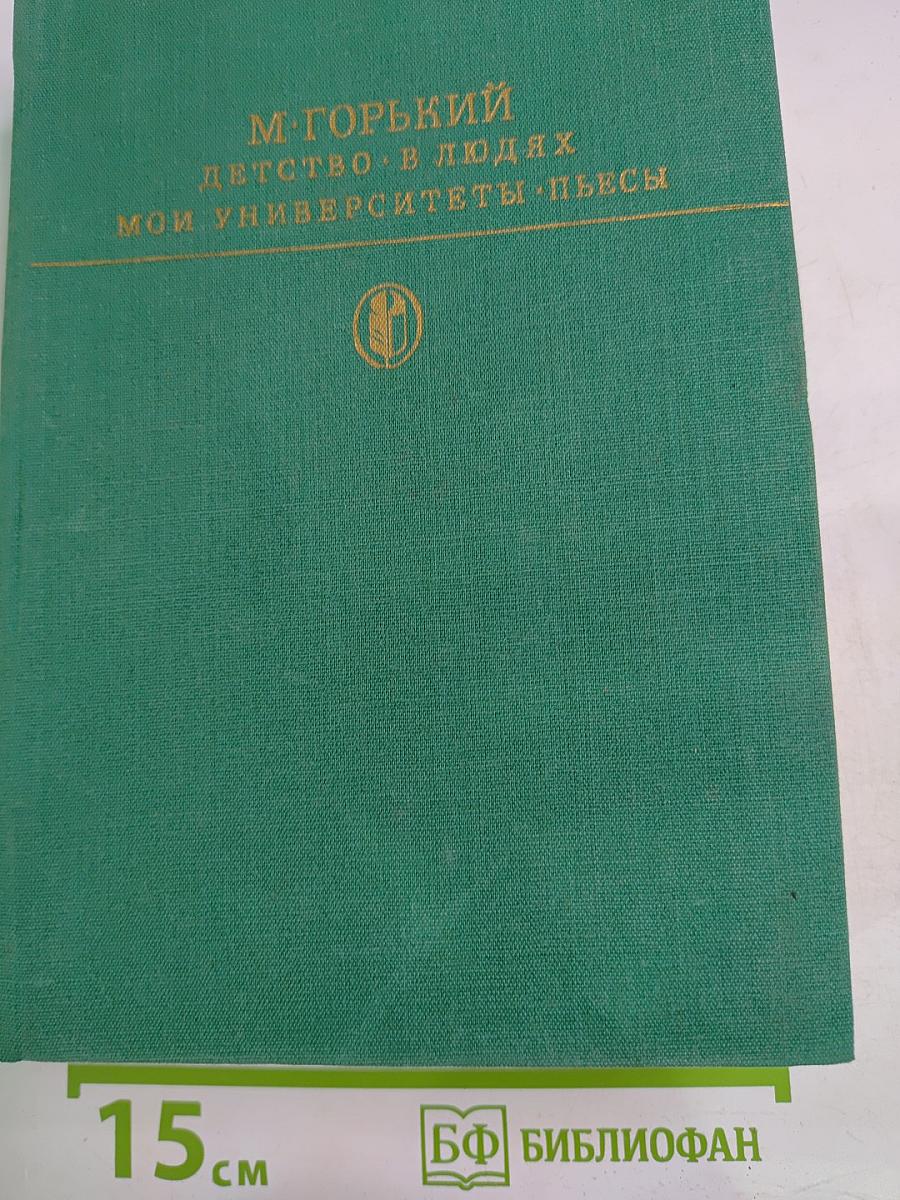 М·ГОРЬКИЙ
ДЕТСТВО·В ЛЮДЯХ
МОИ УНИВЕРСИТЕТЫ·ПЬЕСЫ
15 см
БФ БИБЛИОФАН